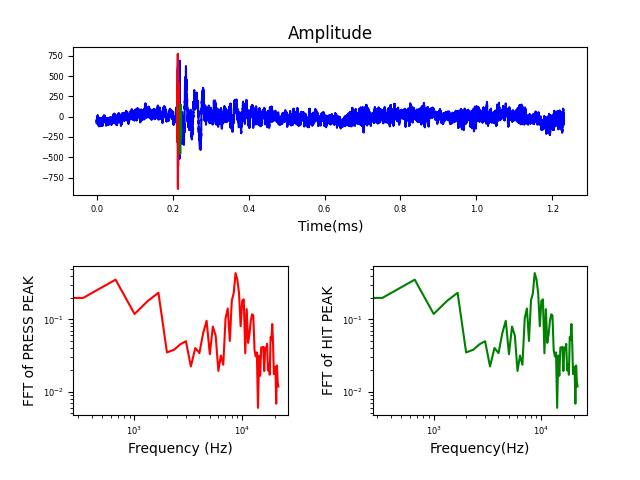 Amplitude
750
500
250
0
−250
−500
−750
0.0 0.2 0.4 0.6 0.8 1.0 1.2
Time(ms)
FFT of PRESS PEAK
10⁻¹
10⁻²
10³ 10⁴
Frequency (Hz)
FFT of HIT PEAK
10⁻¹
10⁻²
10³ 10⁴
Frequency(Hz)